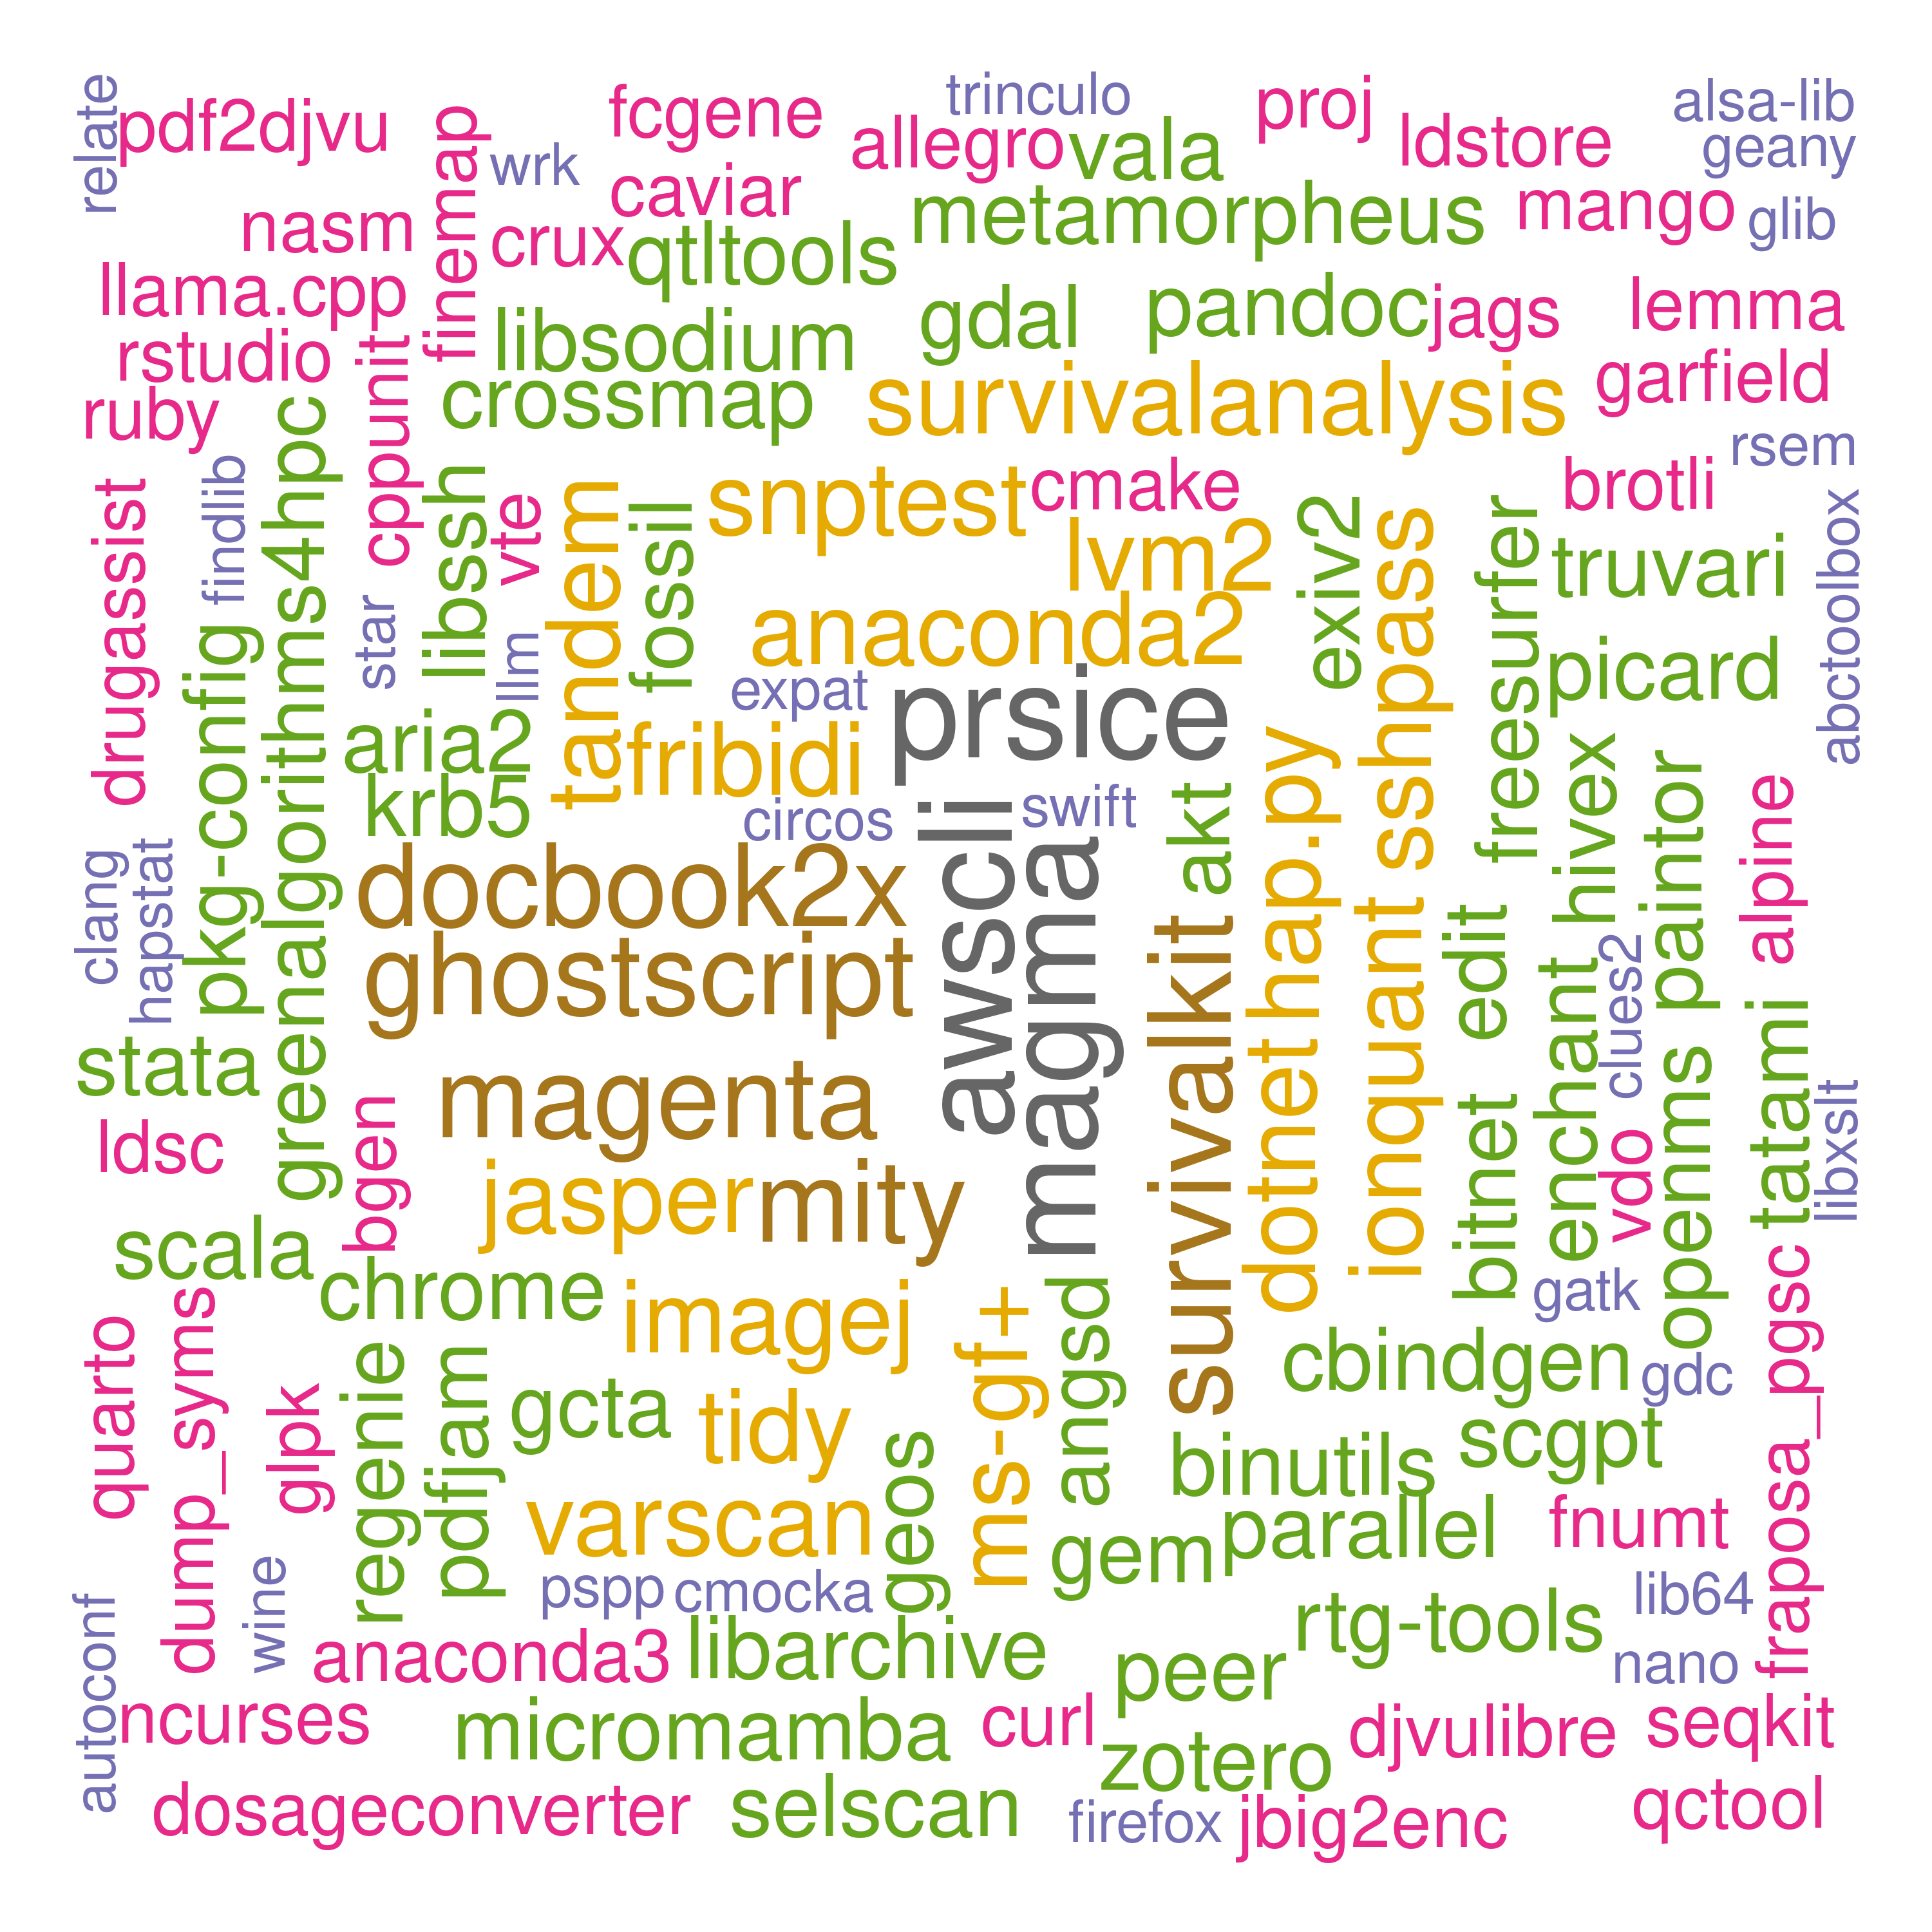 relate
pdf2djvu
finemap
fcgene
trinculo
proj
alsa-lib
wrk
allegro
vala
ldstore
geany
nasm
caviar
metamorpheus
mango
glib
crux
qtltools
llama.cpp
libsodium
gdal
pandoc
jags
lemma
rstudio
cppunit
crossmap
survivalanalysis
garfield
ruby
greenalgorithms4hpc
rsem
drugassist
findlib
libssh
vte
tandem
fossil
snptest
cmake
brotli
lvm2
exiv2
sshpass
freesurfer
truvari
abctoolbox
pkg-config
star
llm
anaconda2
picard
aria2
expat
prsice
krb5
fribidi
hap.py
hivex
paintor
circos
awscli
swift
akt
alpine
clang
hapstat
docbook2x
magma
ghostscript
survivalkit
ionquant
edit
enchant
clues2
stata
magenta
dotnet
bitnet
openms
tatami
libxslt
ldsc
bgen
jasper
mity
vdo
scala
chrome
imagej
ms-gf+
angsd
gatk
fraposa_pgsc
quarto
dump_syms
glpk
regenie
pdfjam
gcta
tidy
geos
cbindgen
gdc
binutils
scgpt
varscan
gem
parallel
fnumt
autoconf
wine
pspp
cmocka
rtg-tools
lib64
anaconda3
libarchive
peer
nano
ncurses
micromamba
curl
zotero
djvulibre
seqkit
dosageconverter
selscan
firefox
jbig2enc
qctool